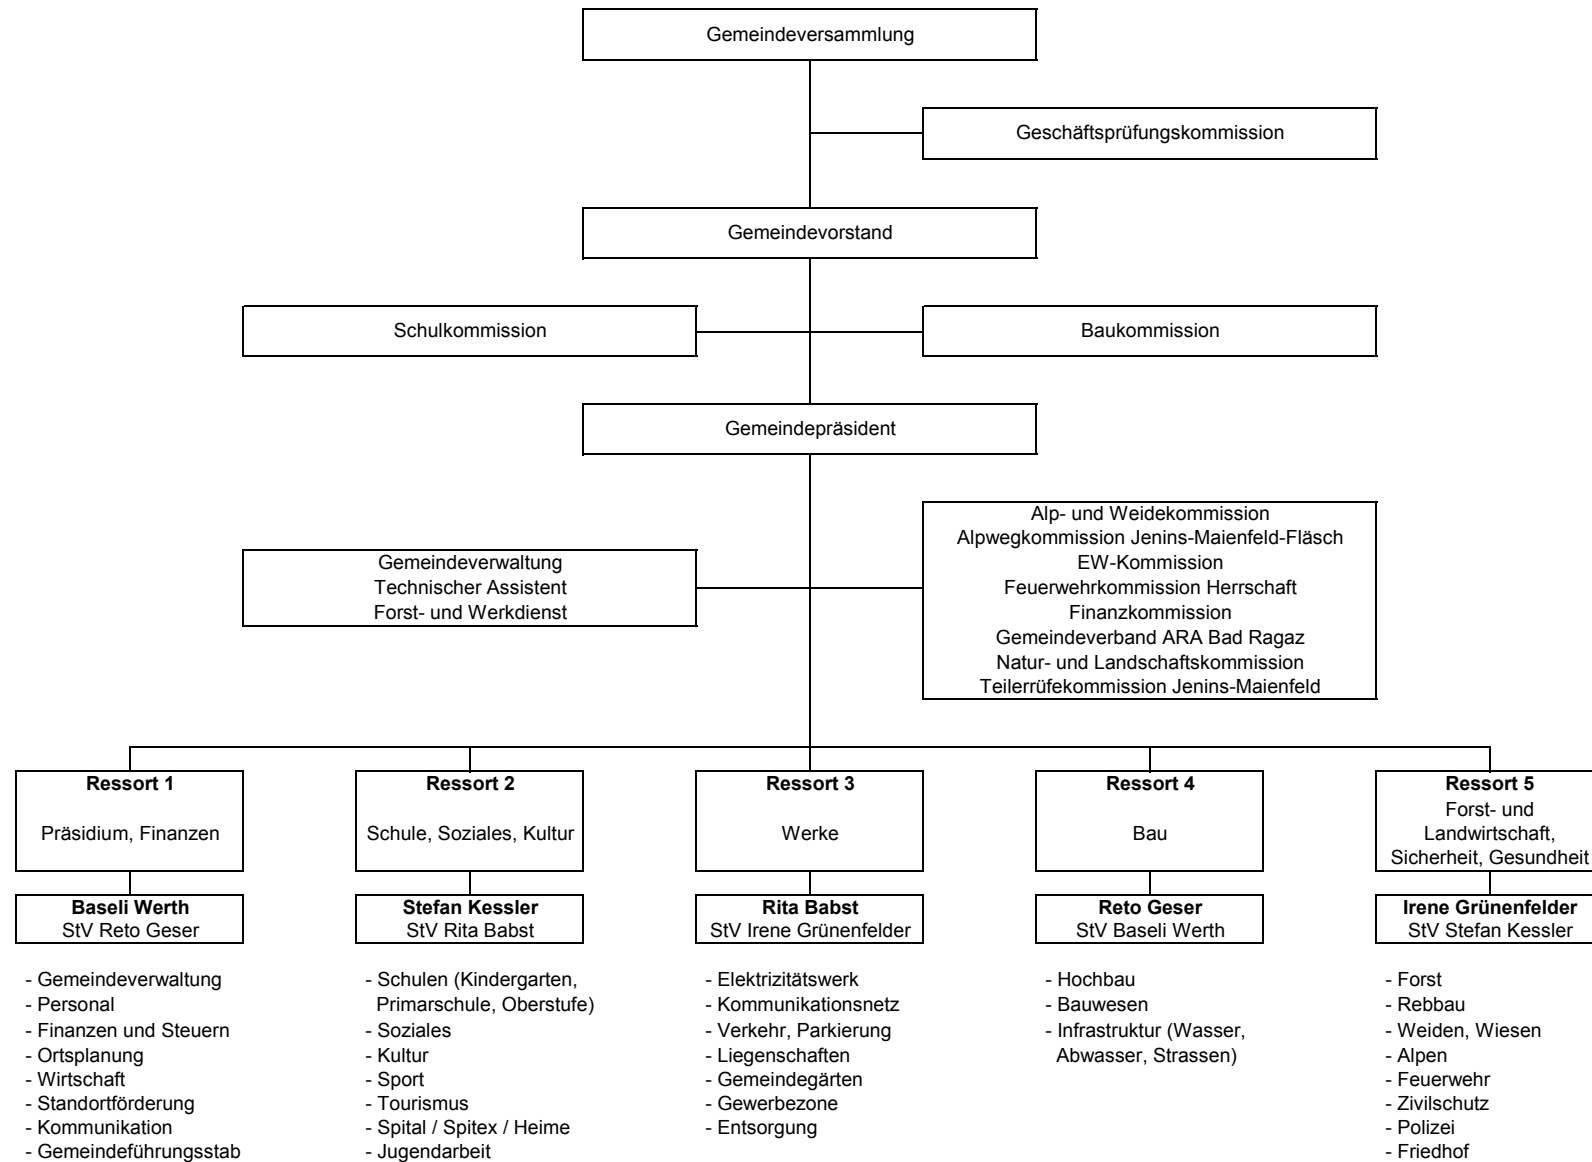 Gemeindeversammlung
Geschäftsprüfungskommission
Gemeindevorstand
Schulkommission
Baukommission
Gemeindepräsident
Gemeindeverwaltung
Technischer Assistent
Forst- und Werkdienst
Alp- und Weidekommission
Alpwegkommission Jenins-Maienfeld-Fläsch
EW-Kommission
Feuerwehrkommission Herrschaft
Finanzkommission
Gemeindeverband ARA Bad Ragaz
Natur- und Landschaftskommission
Teilerrüfekommission Jenins-Maienfeld
Ressort 1
Präsidium, Finanzen
Baseli Werth
StV Reto Geser
- Gemeindeverwaltung
- Personal
- Finanzen und Steuern
- Ortsplanung
- Wirtschaft
- Standortförderung
- Kommunikation
- Gemeindeführungsstab
Ressort 2
Schule, Soziales, Kultur
Stefan Kessler
StV Rita Babst
- Schulen (Kindergarten,
Primarschule, Oberstufe)
- Soziales
- Kultur
- Sport
- Tourismus
- Spital / Spitex / Heime
- Jugendarbeit
Ressort 3
Werke
Rita Babst
StV Irene Grünenfelder
- Elektrizitätswerk
- Kommunikationsnetz
- Verkehr, Parkierung
- Liegenschaften
- Gemeindegärten
- Gewerbezone
- Entsorgung
Ressort 4
Bau
Reto Geser
StV Baseli Werth
- Hochbau
- Bauwesen
- Infrastruktur (Wasser,
Abwasser, Strassen)
Ressort 5
Forst- und
Landwirtschaft,
Sicherheit, Gesundheit
Irene Grünenfelder
StV Stefan Kessler
- Forst
- Rebbau
- Weiden, Wiesen
- Alpen
- Feuerwehr
- Zivilschutz
- Polizei
- Friedhof